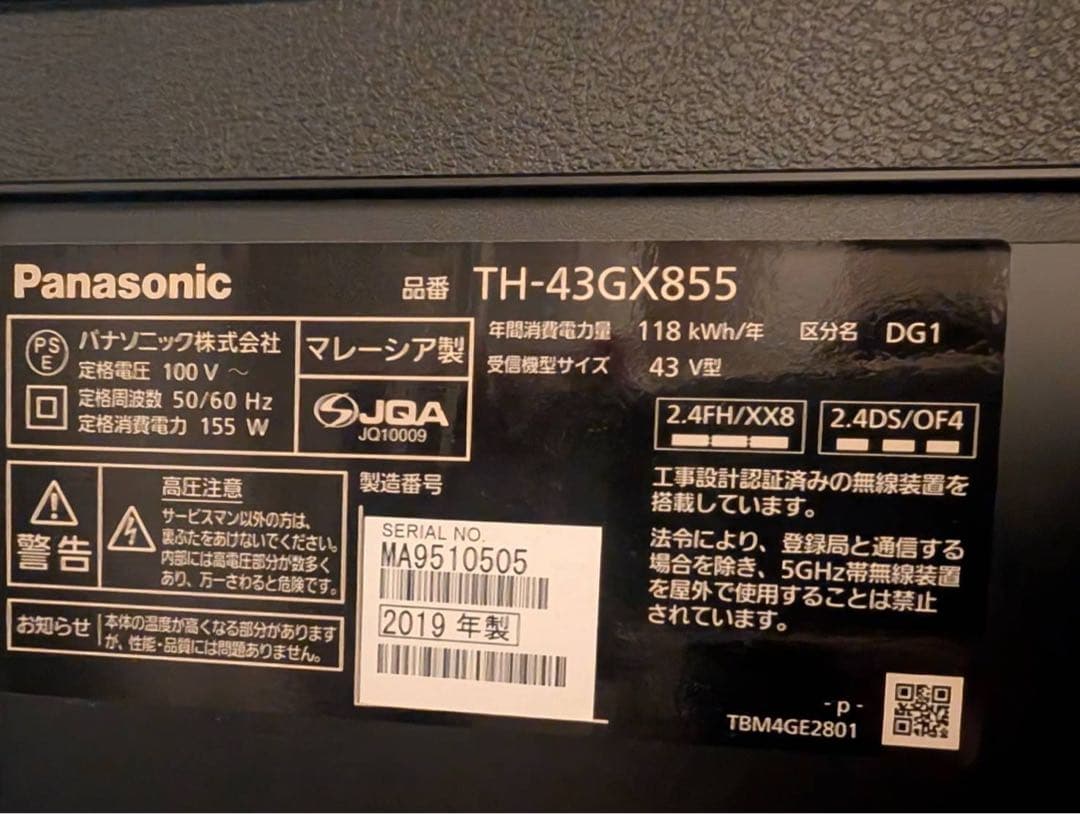 Panasonic
品番 TH-43GX855
PS E
パナソニック株式会社
定格電圧 100 V ～
定格周波数 50/60 Hz
定格消費電力 155 W
マレーシア製
JQA
JQ10009
年間消費電力量 118 kWh/年 区分名 DG1
受信機型サイズ 43 V型
2.4FH/XX8
2.4DS/OF4
工事設計認証済みの無線装置を
搭載しています。
法令により、登録局と通信する
場合を除き、5GHz帯無線装置
を屋外で使用することは禁止
されています。
警告
高圧注意
サービスマン以外の方は、
裏ぶたをあけないでください。
内部には高電圧部分が数多く
あり、万一さわると危険です。
お知らせ
本体の温度が高くなる部分があります
が、性能・品質には問題ありません。
製造番号
SERIAL NO.
MA9510505
2019 年製
- p -
TBM4GE2801